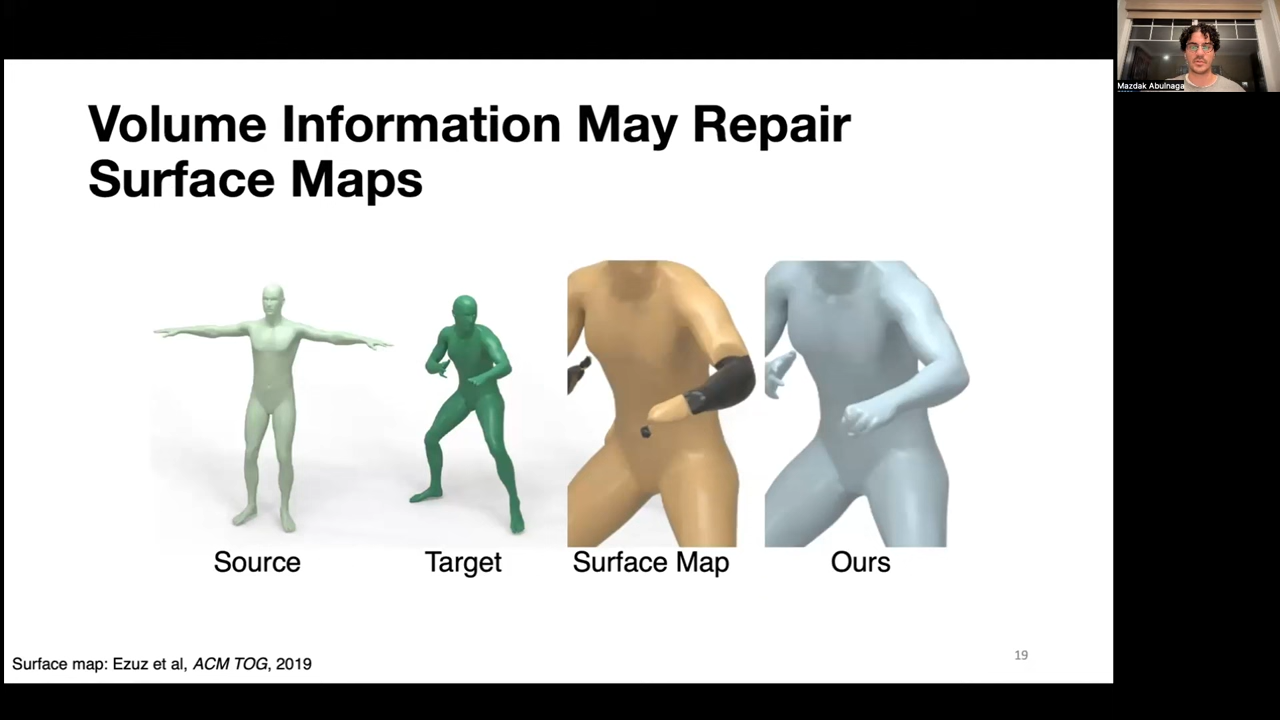 Mazdak Abulnaga
Volume Information May Repair
Surface Maps
Source
Target
Surface Map
Ours
Surface map: Ezuz et al, ACM TOG, 2019
19